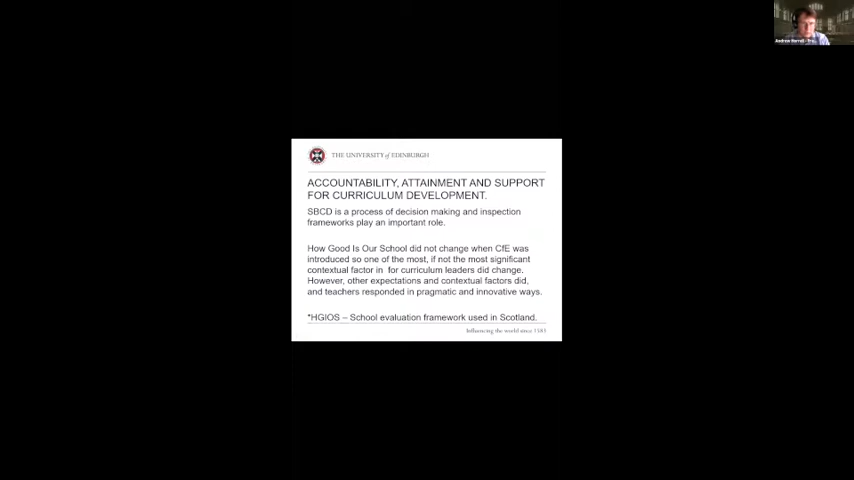 THE UNIVERSITY of EDINBURGH
ACCOUNTABILITY, ATTAINMENT AND SUPPORT
FOR CURRICULUM DEVELOPMENT.
SBCD is a process of decision making and inspection
frameworks play an important role.
How Good Is Our School did not change when CfE was
introduced so one of the most, if not the most significant
contextual factor in for curriculum leaders did change.
However, other expectations and contextual factors did,
and teachers responded in pragmatic and innovative ways.
*HGIOS – School evaluation framework used in Scotland.
Influencing the world since 1583
Andrew